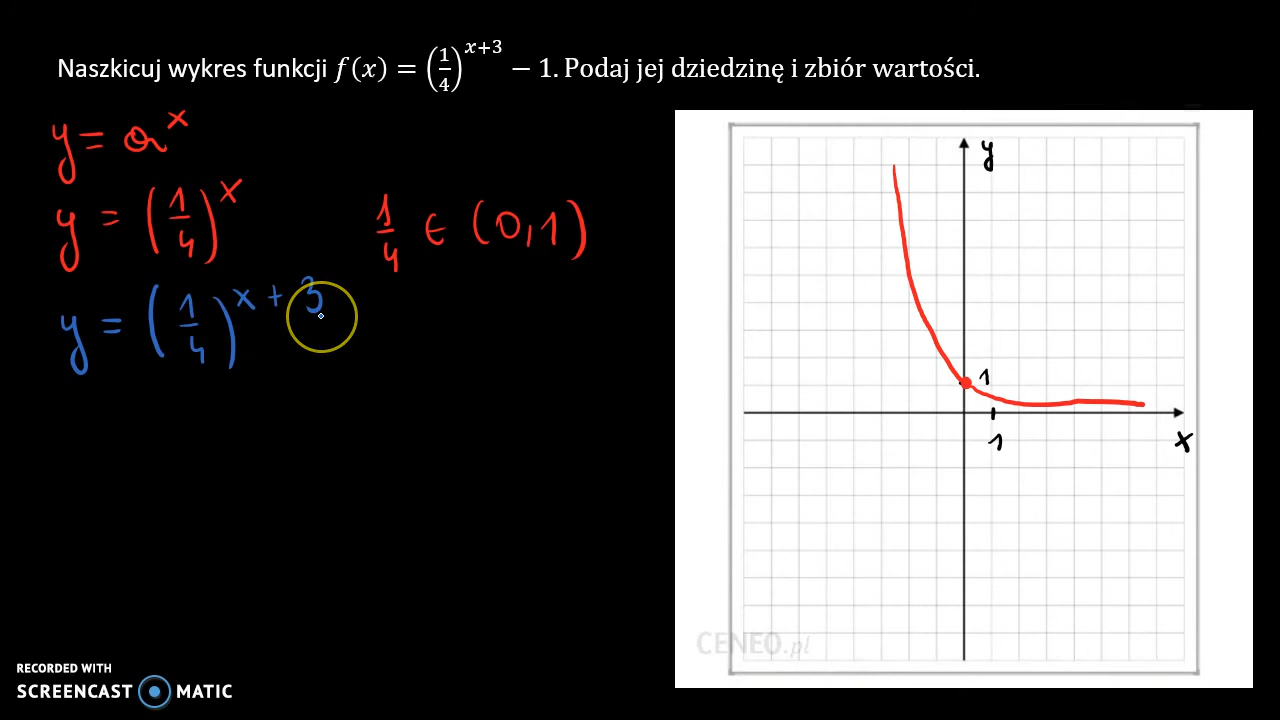 Naszkicuj wykres funkcji f(x) = (1/4)^(x+3) − 1. Podaj jej dziedzinę i zbiór wartości.
y = a^x
y = (1/4)^x
1/4 ∈ (0,1)
y = (1/4)^(x+3)
y
1
1
x
CENEO.pl
RECORDED WITH
SCREENCAST MATIC